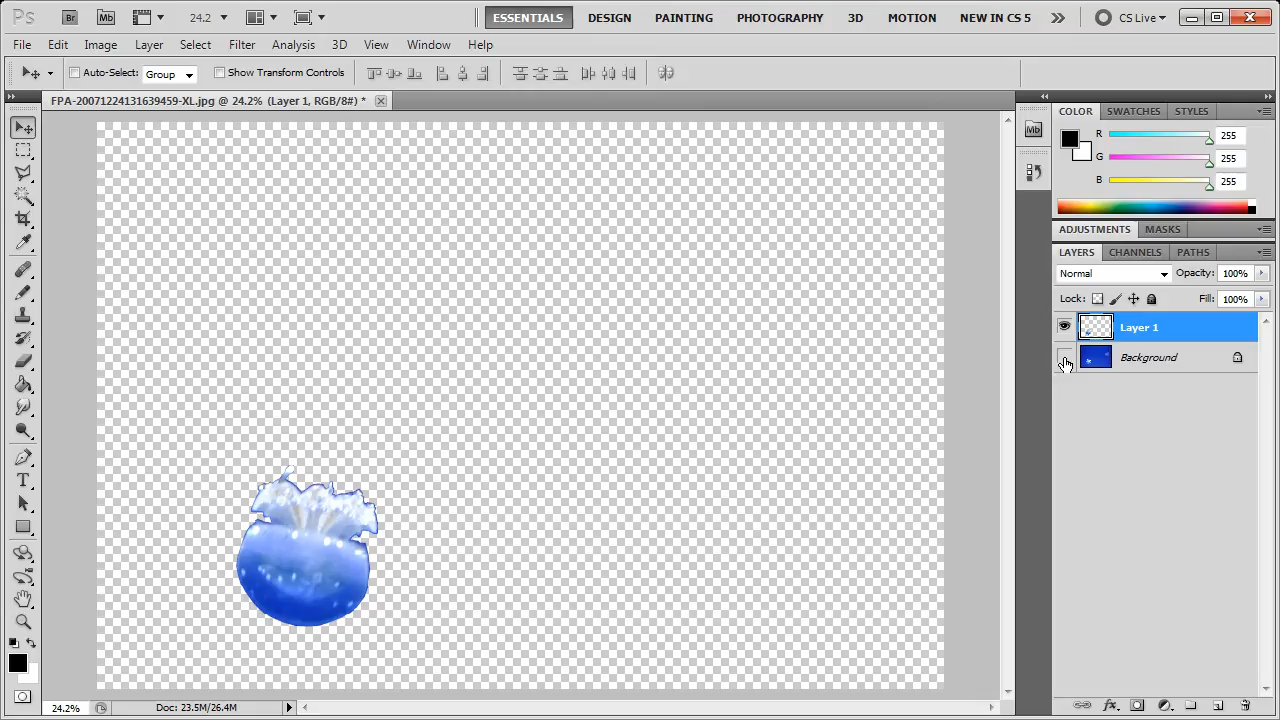 Ps Br Mb 24.2 ESSENTIALS DESIGN PAINTING PHOTOGRAPHY 3D MOTION NEW IN CS 5 CS Live
File Edit Image Layer Select Filter Analysis 3D View Window Help
Auto-Select: Group Show Transform Controls
FPA-20071224131639459-XL.jpg @ 24.2% (Layer 1, RGB/8#) *
Mb
COLOR SWATCHES STYLES
R 255
G 255
B 255
ADJUSTMENTS MASKS
LAYERS CHANNELS PATHS
Normal Opacity: 100%
Lock: Fill: 100%
Layer 1
Background
T
fx
24.2% Doc: 23.5M/26.4M